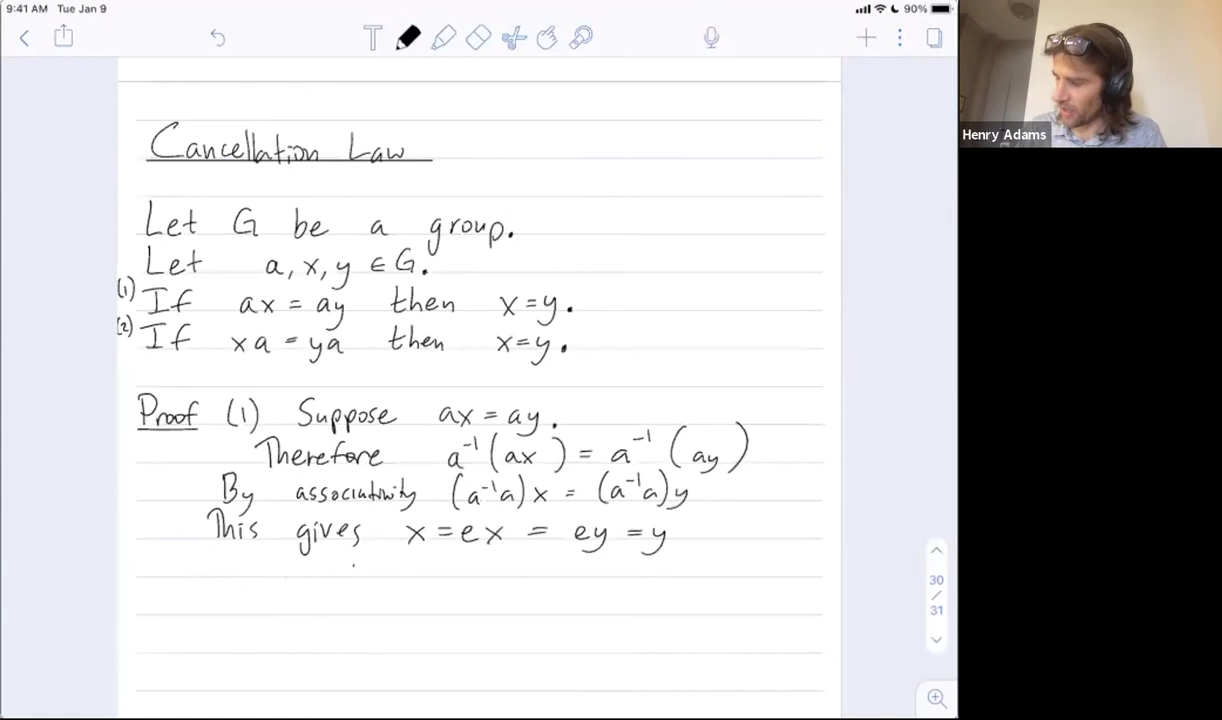 9:41 AM Tue Jan 9
90%
Henry Adams
Cancellation Law
Let G be a group.
Let a, x, y ∈ G.
(1) If ax = ay then x = y.
(2) If xa = ya then x = y.
Proof (1) Suppose ax = ay.
Therefore a⁻¹(ax) = a⁻¹(ay)
By associativity (a⁻¹a)x = (a⁻¹a)y
This gives x = ex = ey = y
30
/
31